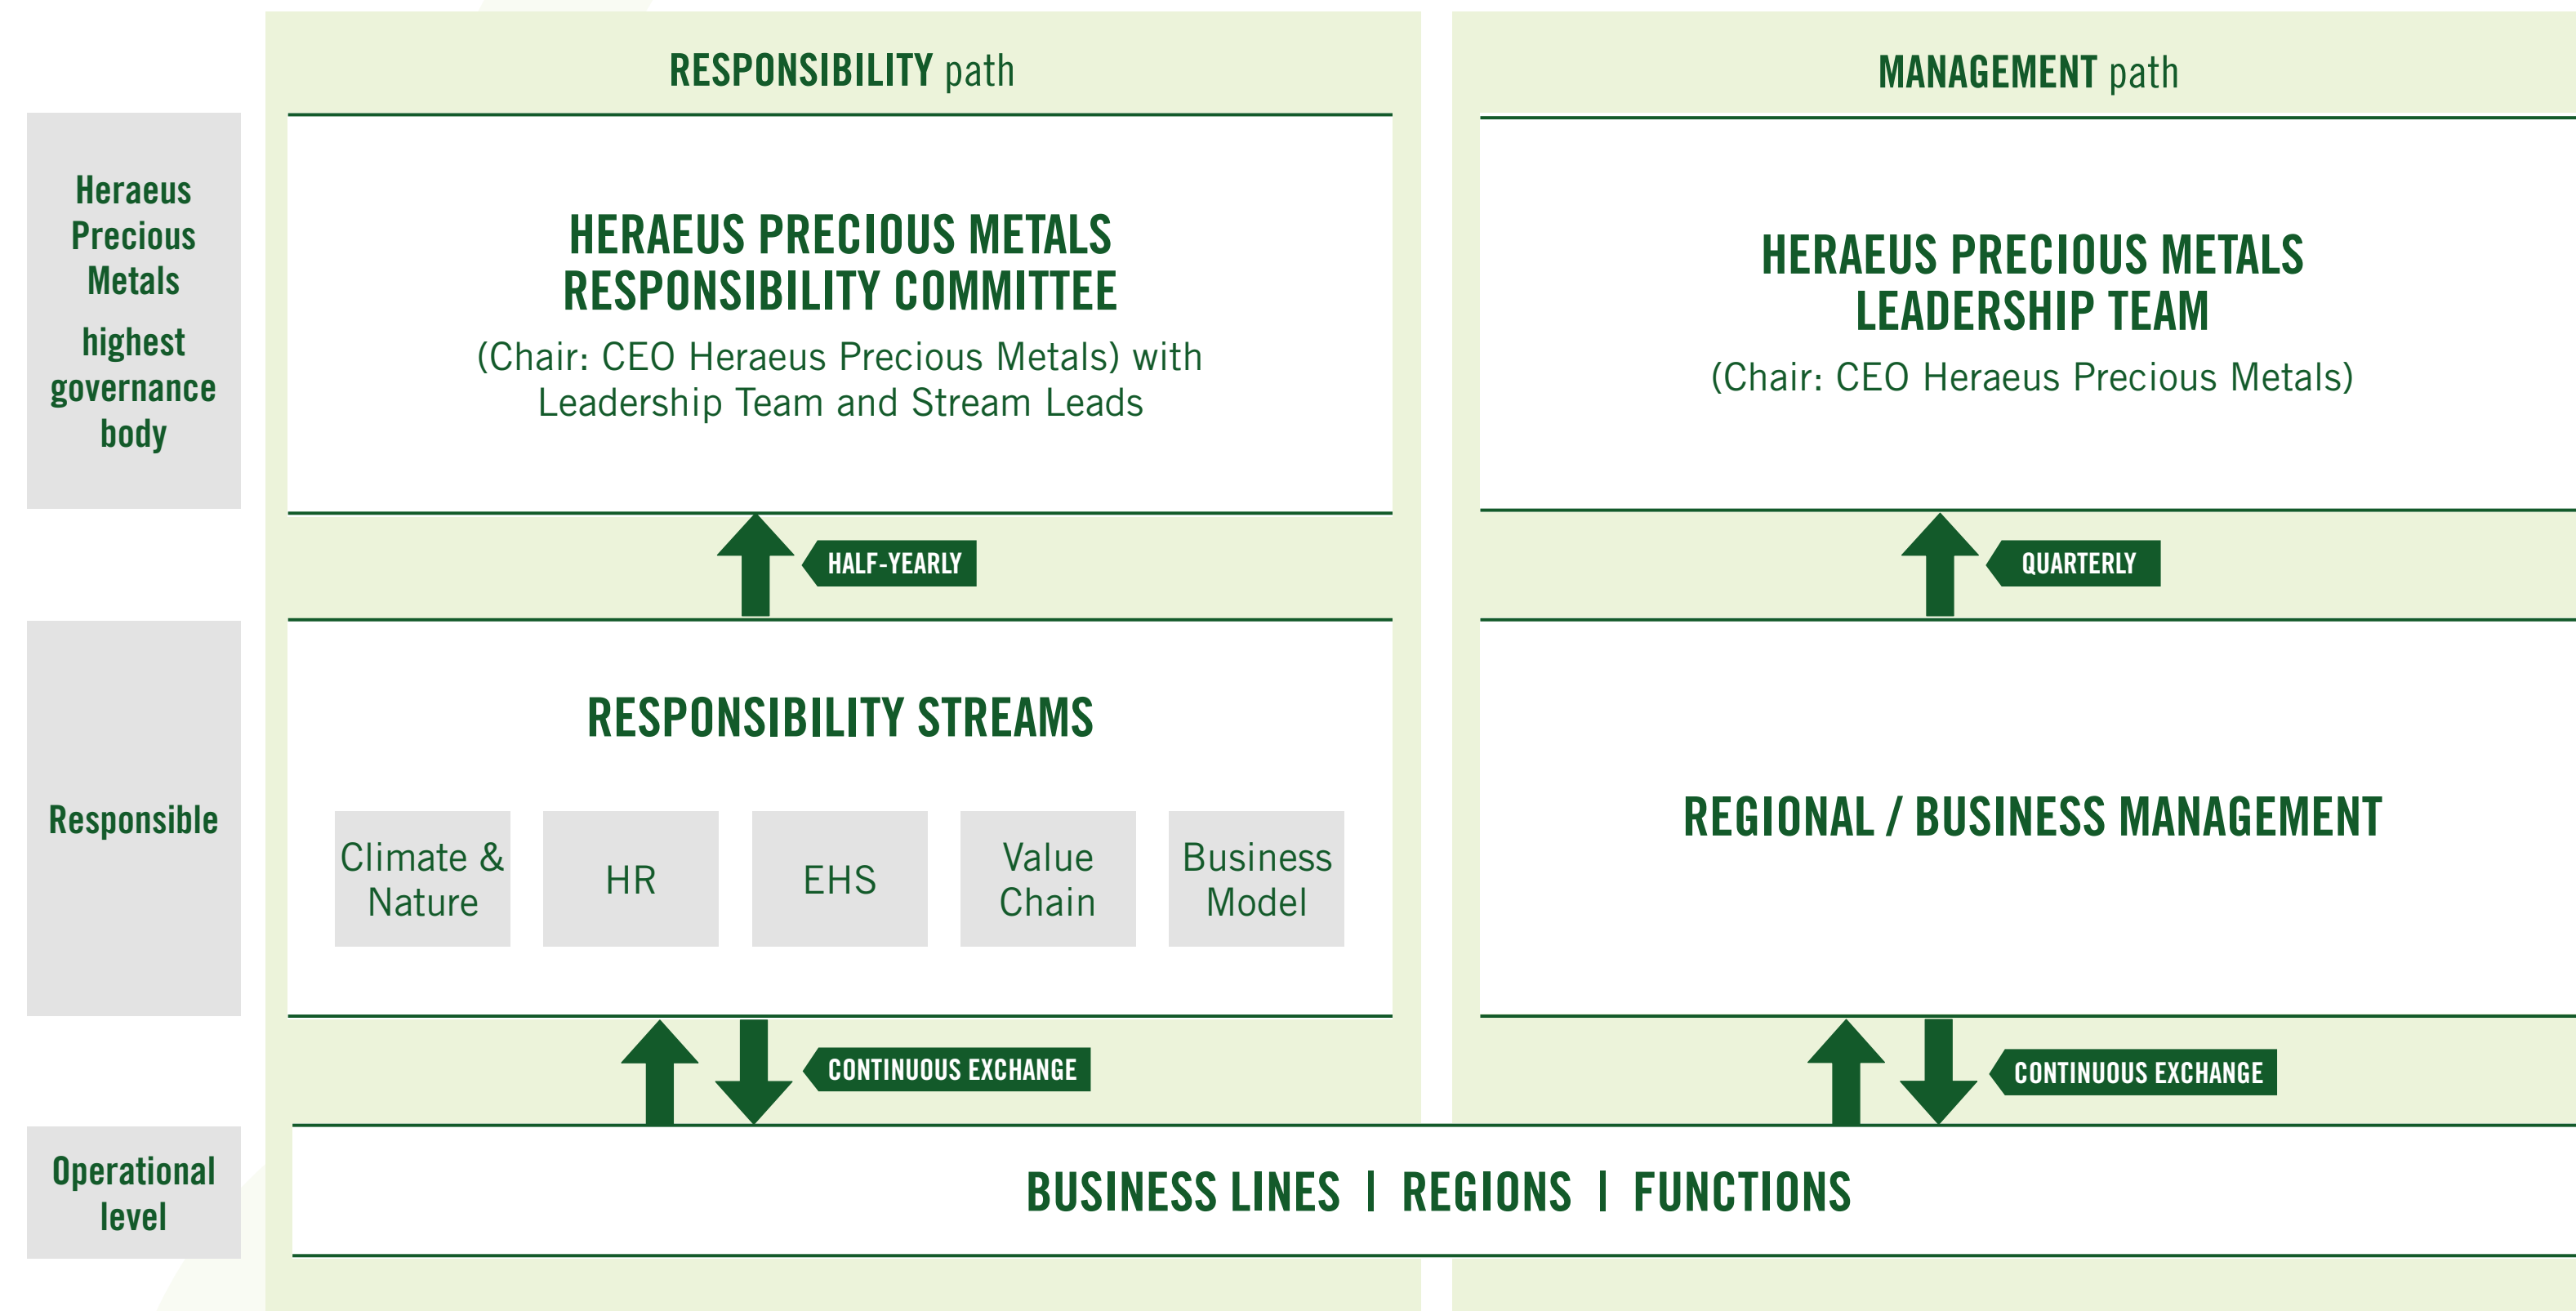 RESPONSIBILITY path
MANAGEMENT path
Heraeus
Precious
Metals
highest
governance
body
HERAEUS PRECIOUS METALS
RESPONSIBILITY COMMITTEE
(Chair: CEO Heraeus Precious Metals) with
Leadership Team and Stream Leads
HERAEUS PRECIOUS METALS
LEADERSHIP TEAM
(Chair: CEO Heraeus Precious Metals)
HALF-YEARLY
QUARTERLY
Responsible
RESPONSIBILITY STREAMS
Climate &
Nature
HR
EHS
Value
Chain
Business
Model
REGIONAL / BUSINESS MANAGEMENT
CONTINUOUS EXCHANGE
CONTINUOUS EXCHANGE
Operational
level
BUSINESS LINES | REGIONS | FUNCTIONS